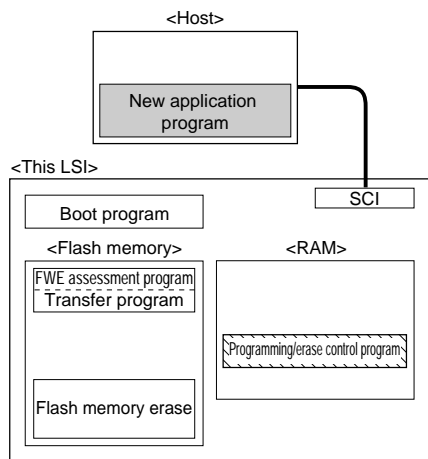 <Host>
New application
program
<This LSI>
SCI
Boot program
<Flash memory>
<RAM>
FWE assessment program
Transfer program
Programming/erase control program
Flash memory erase